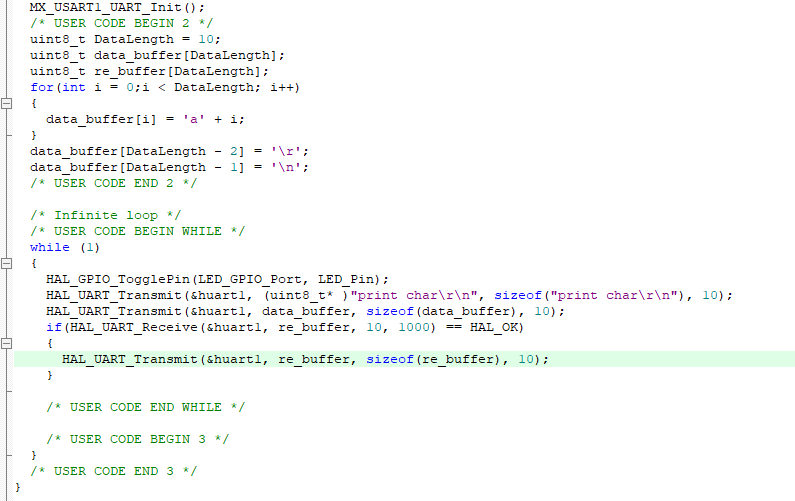 MX_USART1_UART_Init();
/* USER CODE BEGIN 2 */
uint8_t DataLength = 10;
uint8_t data_buffer[DataLength];
uint8_t re_buffer[DataLength];
for(int i = 0;i < DataLength; i++)
{
data_buffer[i] = 'a' + i;
}
data_buffer[DataLength - 2] = '\r';
data_buffer[DataLength - 1] = '\n';
/* USER CODE END 2 */
/* Infinite loop */
/* USER CODE BEGIN WHILE */
while (1)
{
HAL_GPIO_TogglePin(LED_GPIO_Port, LED_Pin);
HAL_UART_Transmit(&huart1, (uint8_t* )"print char\r\n", sizeof("print char\r\n"), 10);
HAL_UART_Transmit(&huart1, data_buffer, sizeof(data_buffer), 10);
if(HAL_UART_Receive(&huart1, re_buffer, 10, 1000) == HAL_OK)
{
HAL_UART_Transmit(&huart1, re_buffer, sizeof(re_buffer), 10);
}
/* USER CODE END WHILE */
/* USER CODE BEGIN 3 */
}
/* USER CODE END 3 */
}